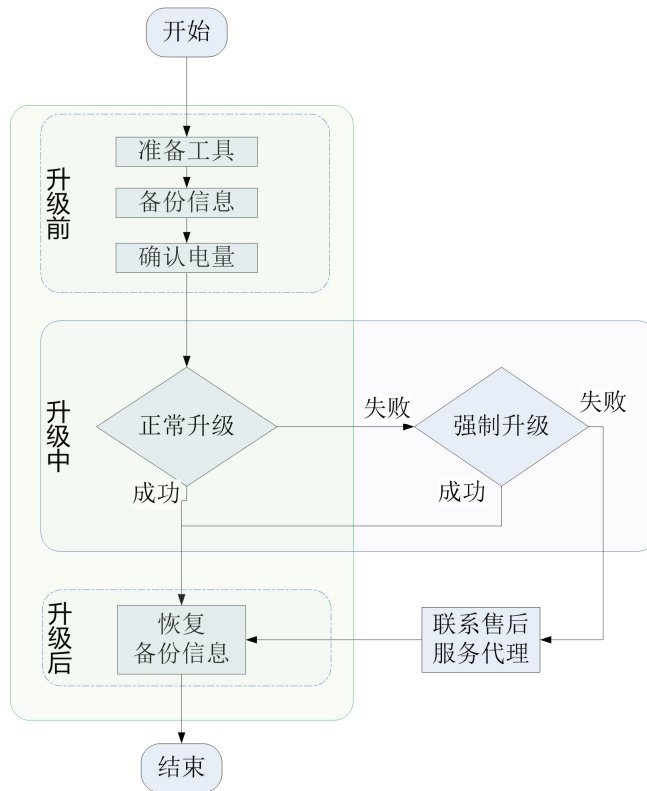 开始
升级前
准备工具
备份信息
确认电量
升级中
正常升级
失败
强制升级
失败
成功
成功
升级后
恢复
备份信息
联系售后
服务代理
结束